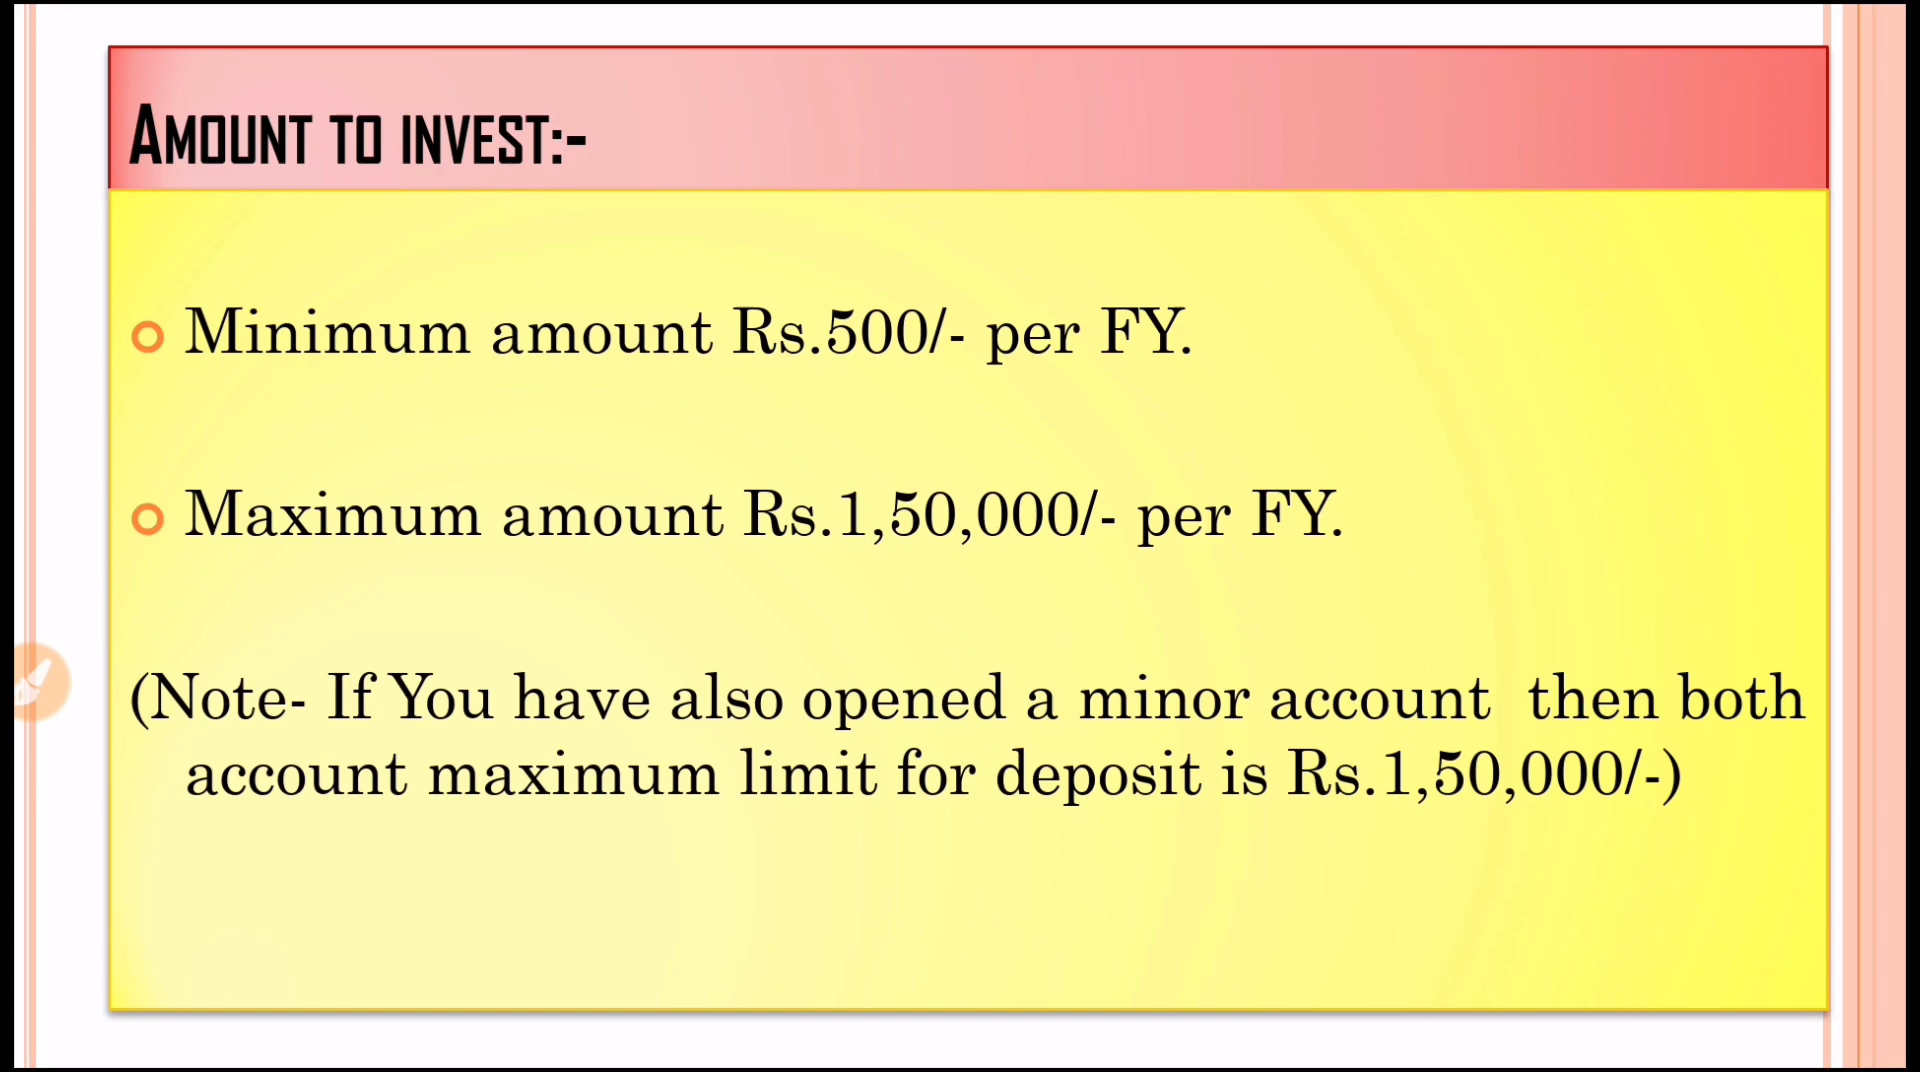 AMOUNT TO INVEST:-
Minimum amount Rs.500/- per FY.
Maximum amount Rs.1,50,000/- per FY.
(Note- If You have also opened a minor account then both
account maximum limit for deposit is Rs.1,50,000/-)